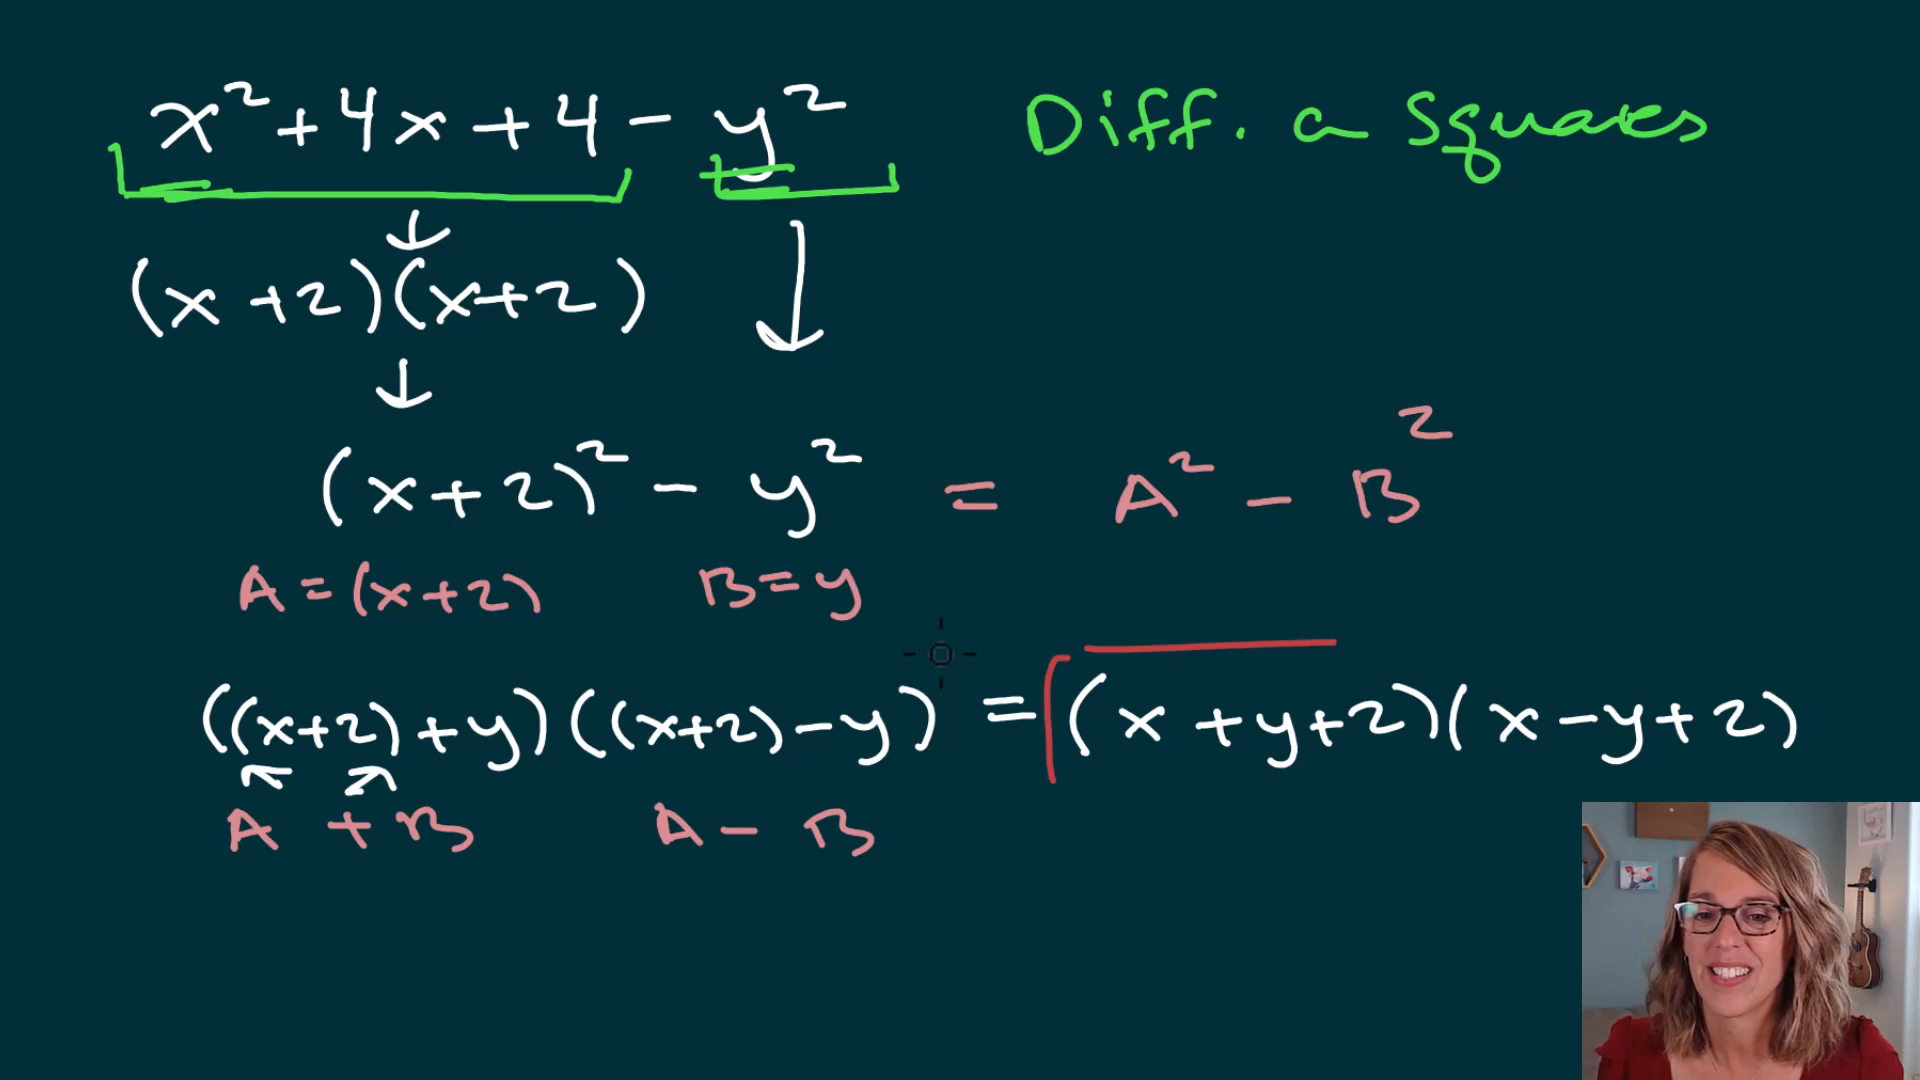 x² + 4x + 4 - y² Diff. a Squares
(x + 2)(x + 2)
(x + 2)² - y² = A² - B²
A = (x + 2) B = y
((x + 2) + y)((x + 2) - y) = (x + y + 2)(x - y + 2)
A + B A - B